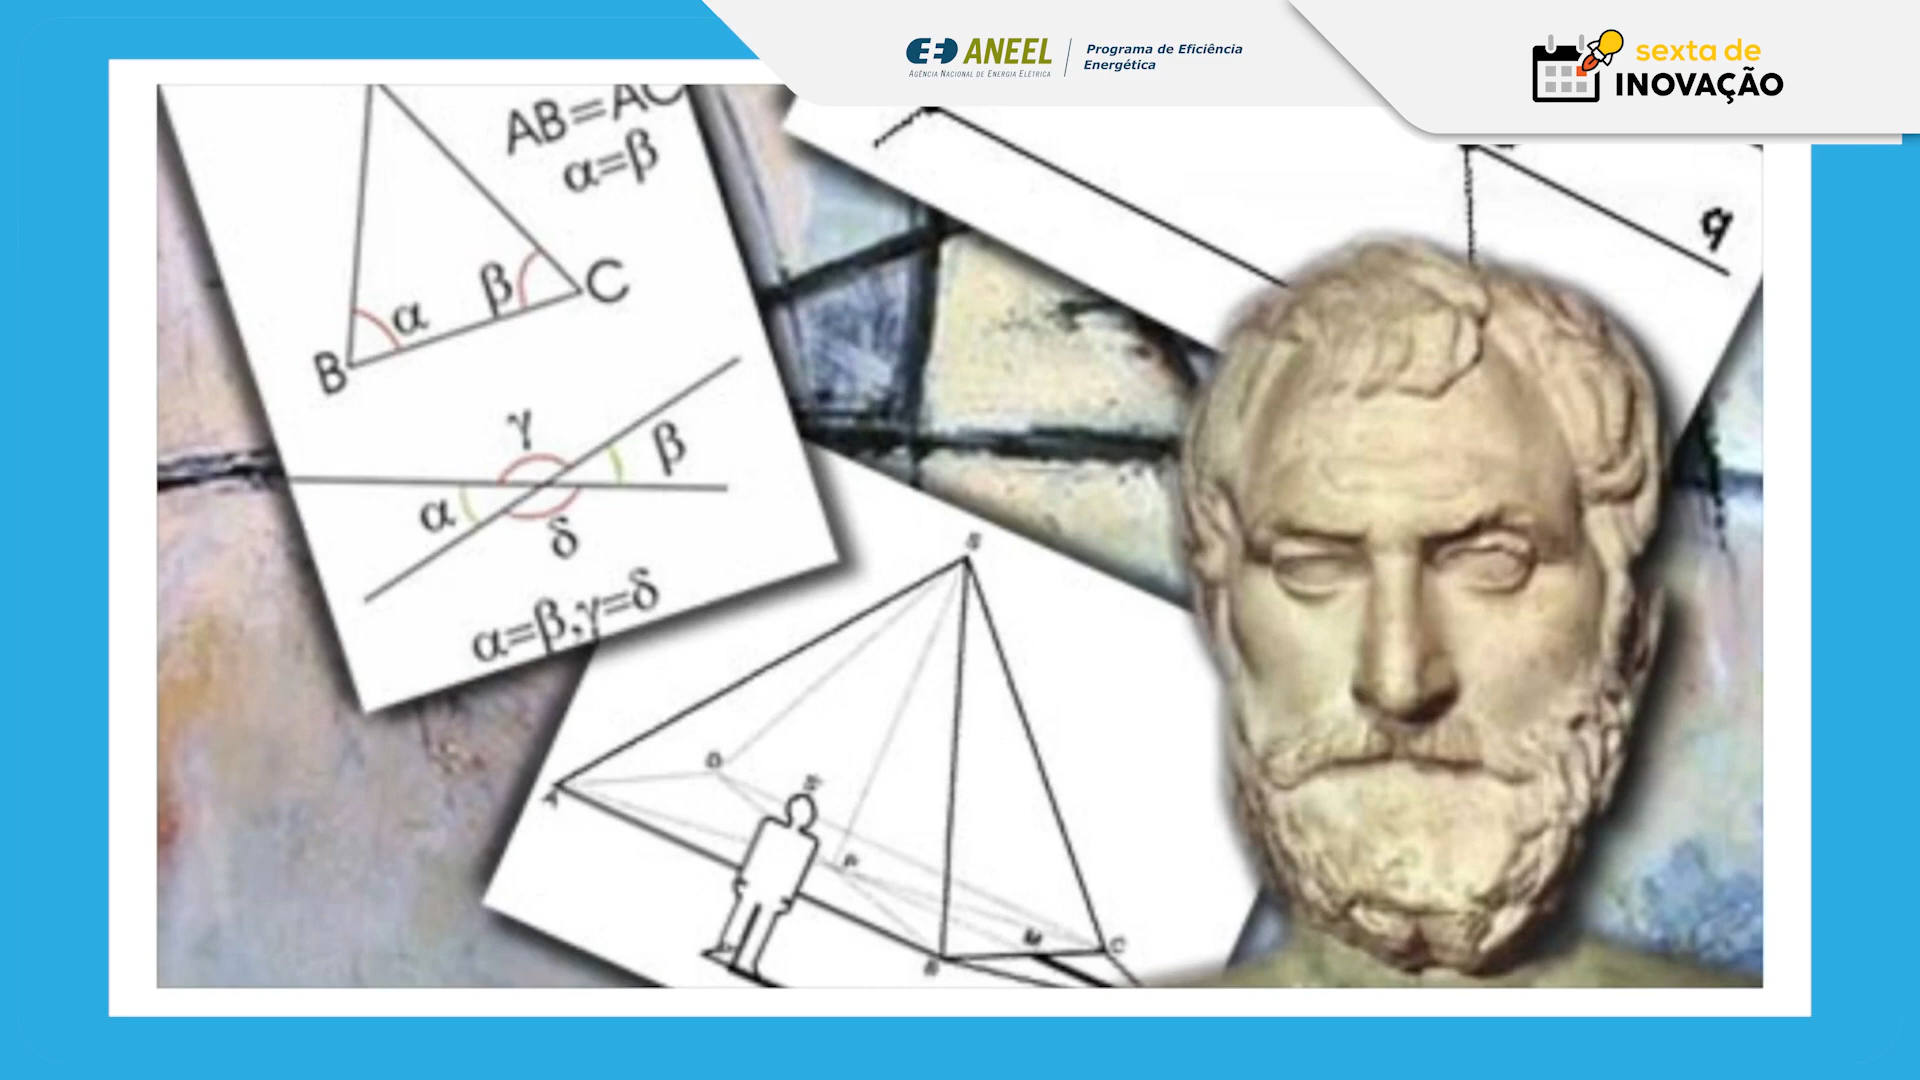 ANEEL
AGÊNCIA NACIONAL DE ENERGIA ELÉTRICA
Programa de Eficiência
Energética
sexta de
INOVAÇÃO
AB=AC
α=β
α
β
C
B
γ
β
α
δ
α=β,γ=δ
S
A
P
B
M
C